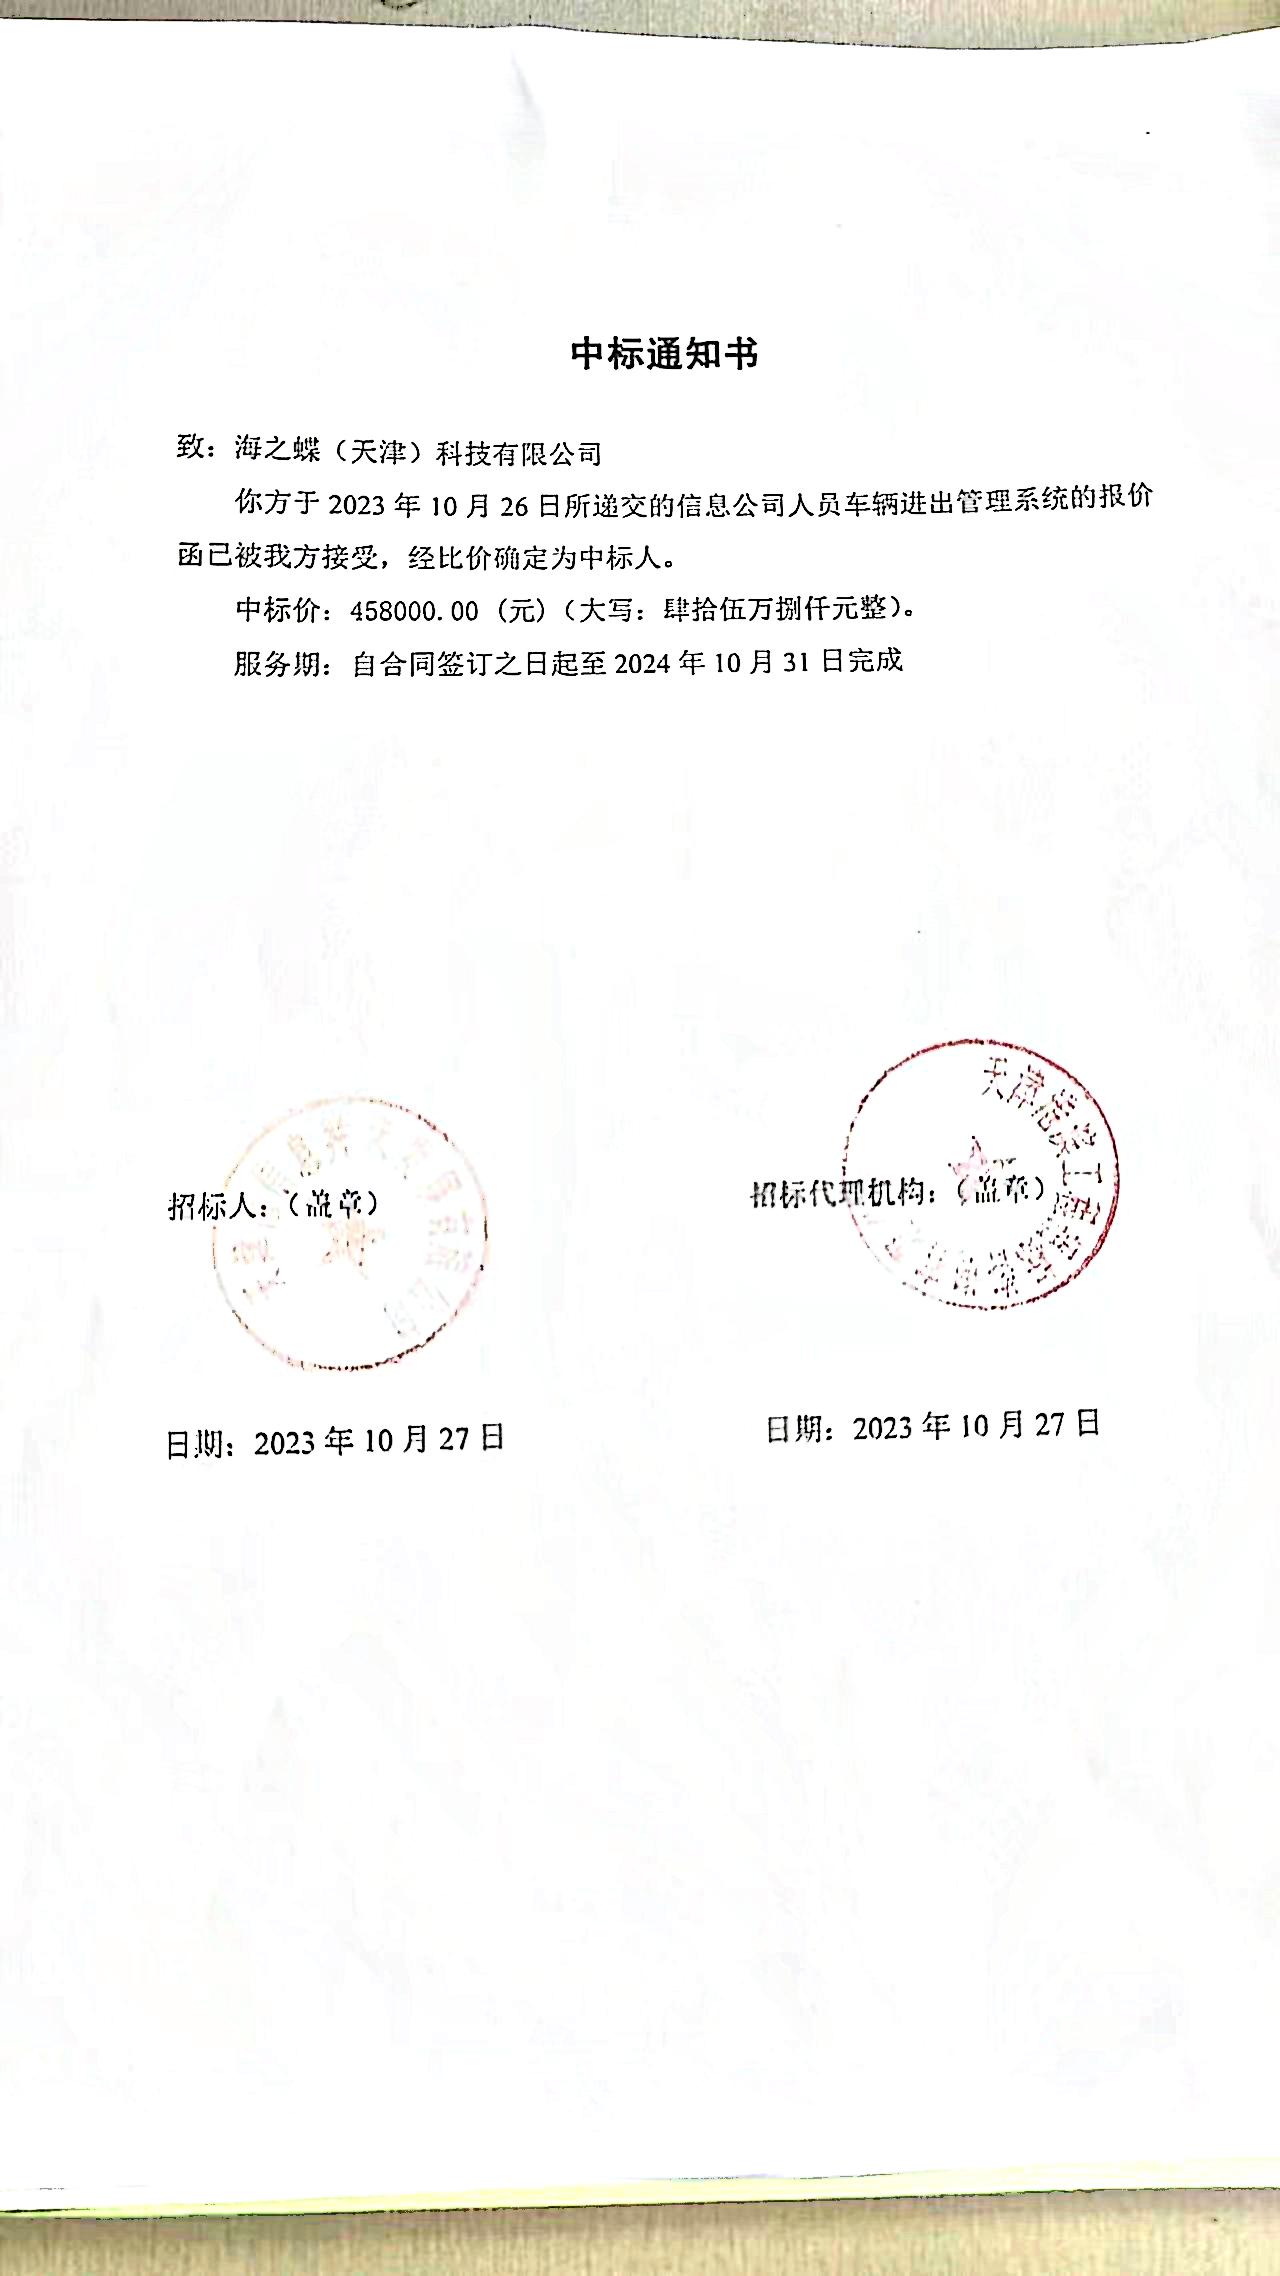 中标通知书
致：海之蝶（天津）科技有限公司
你方于 2023 年 10 月 26 日所递交的信息公司人员车辆进出管理系统的报价
函已被我方接受，经比价确定为中标人。
中标价：458000.00 (元)（大写：肆拾伍万捌仟元整）。
服务期：自合同签订之日起至 2024 年 10 月 31 日完成
招标人：（盖章）
招标代理机构：（盖章）
天津
工程
日期：2023 年 10 月 27 日
日期：2023 年 10 月 27 日